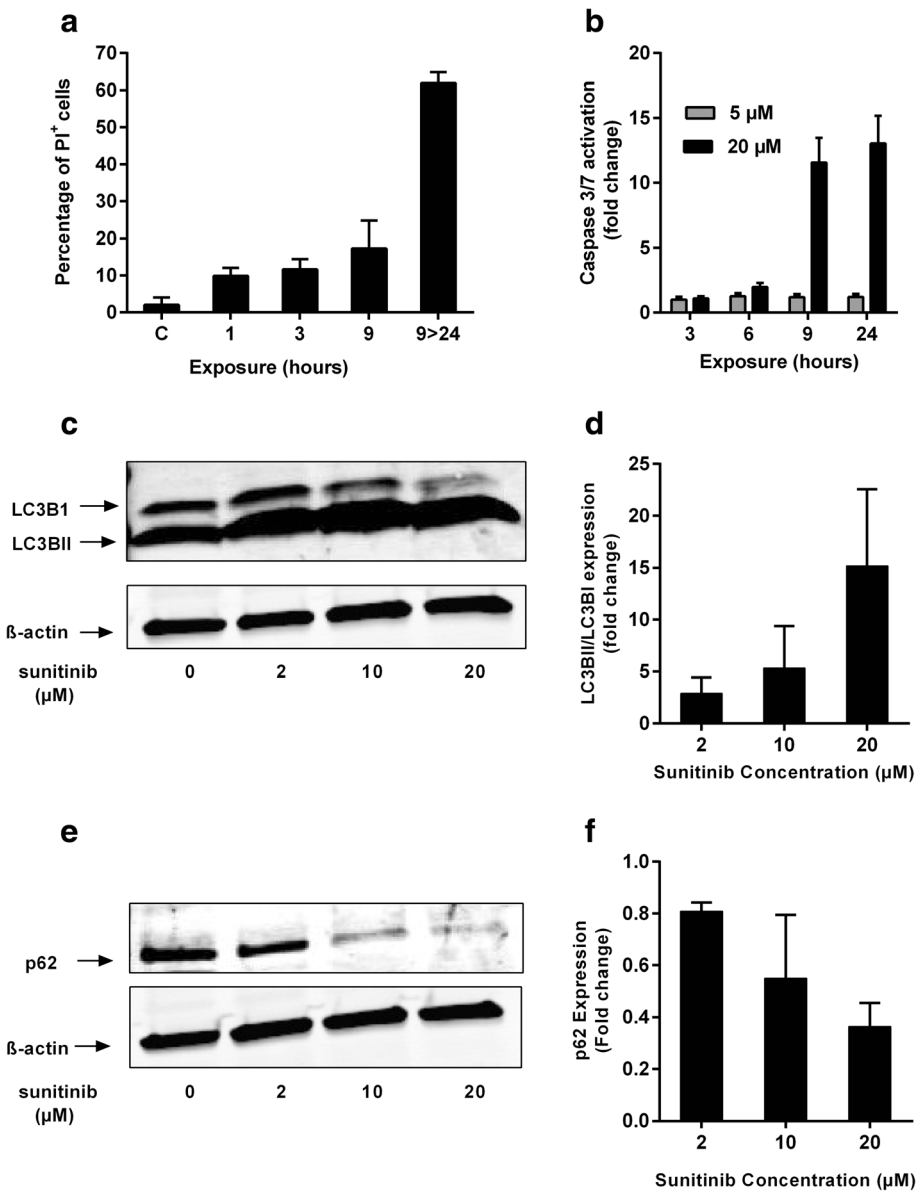 a
Percentage of PI+ cells
70
60
50
40
30
20
10
0
C 1 3 9 9>24
Exposure (hours)
b
Caspase 3/7 activation
(fold change)
20
15
10
5
0
5 µM
20 µM
3 6 9 24
Exposure (hours)
c
LC3B1
LC3BII
ß-actin
sunitinib 0 2 10 20
(µM)
d
LC3BII/LC3BI expression
(fold change)
25
20
15
10
5
0
2 10 20
Sunitinib Concentration (µM)
e
p62
ß-actin
sunitinib 0 2 10 20
(µM)
f
p62 Expression
(Fold change)
1.0
0.8
0.6
0.4
0.2
0.0
2 10 20
Sunitinib Concentration (µM)